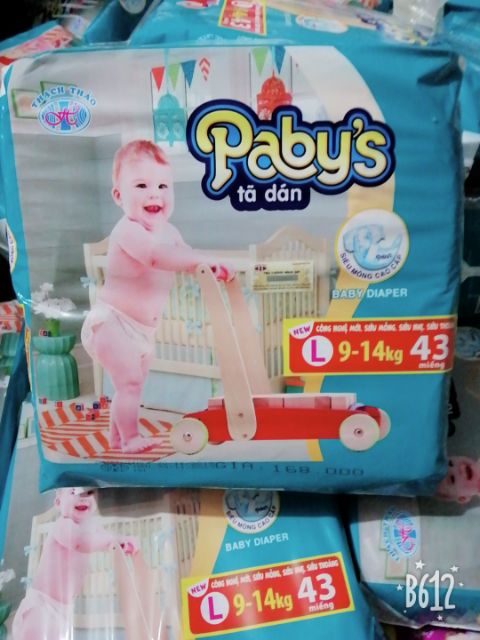 THẠCH THẢO
Paby's
tã dán
SIÊU MỎNG CAO CẤP
BABY DIAPER
NEW
CÔNG NGHỆ MỚI, SIÊU MỎNG, SIÊU NHẸ, SIÊU THOÁNG
L 9-14kg 43
miếng
GIA: 168.000
SIÊU MỎNG CAO CẤP
BABY DIAPER
NEW
CÔNG NGHỆ MỚI, SIÊU MỎNG, SIÊU NHẸ, SIÊU THOÁNG
L 9-14kg 43
miếng
B612